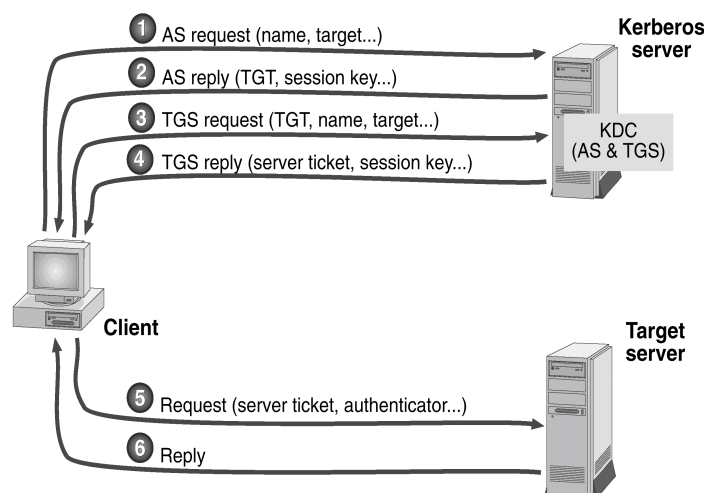 1 AS request (name, target...)
Kerberos
server
2 AS reply (TGT, session key...)
3 TGS request (TGT, name, target...)
KDC
(AS & TGS)
4 TGS reply (server ticket, session key...)
Client
Target
server
5 Request (server ticket, authenticator...)
6 Reply